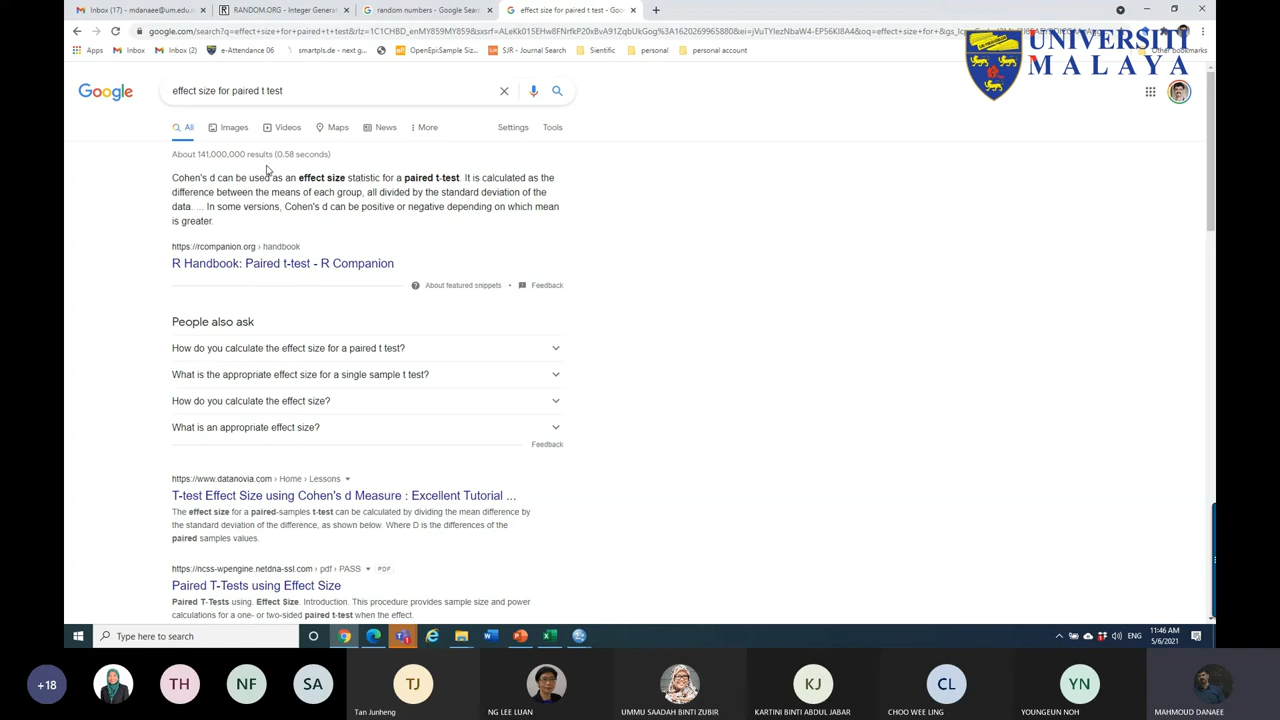 Inbox (17) - mdanaee@um.edu.m
RANDOM.ORG - Integer Generat
random numbers - Google Search
effect size for paired t test - Goo
UNIVERSITI
MALAYA
Apps
Inbox
Inbox (2)
e-Attendance 06
smartpls.de - goog
OpenEpi:Sample Siz...
SJR - Journal Search
Sientific
personal
personal account
Other bookmarks
Google
effect size for paired t test
All
Images
Videos
Maps
News
More
Settings
Tools
About 141,000,000 results (0.58 seconds)
Cohen's d can be used as an effect size statistic for a paired t-test. It is calculated as the
difference between the means of each group, all divided by the standard deviation of the
data. ... In some versions, Cohen's d can be positive or negative depending on which mean
is greater.
https://rcompanion.org › handbook
R Handbook: Paired t-test - R Companion
About featured snippets • Feedback
People also ask
How do you calculate the effect size for a paired t test?
What is the appropriate effect size for a single sample t test?
How do you calculate the effect size?
What is an appropriate effect size?
Feedback
https://www.datanovia.com › Home › Lessons
T-test Effect Size using Cohen's d Measure : Excellent Tutorial ...
The effect size for a paired-samples t-test can be calculated by dividing the mean difference by
the standard deviation of the difference, as shown below. Where D is the differences of the
paired samples values.
https://ncss-wpengine.netdna-ssl.com › pdf › PASS PDF
Paired T-Tests using Effect Size
Paired T-Tests using. Effect Size. Introduction. This procedure provides sample size and power
calculations for a one- or two-sided paired t-test when the effect.
Type here to search
ENG
11:46 AM
5/6/2021
+18
TH
NF
SA
TJ
KJ
CL
YN
Tan Junheng
NG LEE LUAN
UMMU SAADAH BINTI ZUBIR
KARTINI BINTI ABDUL JABAR
CHOO WEE LING
YOUNGEUN NOH
MAHMOUD DANAEE